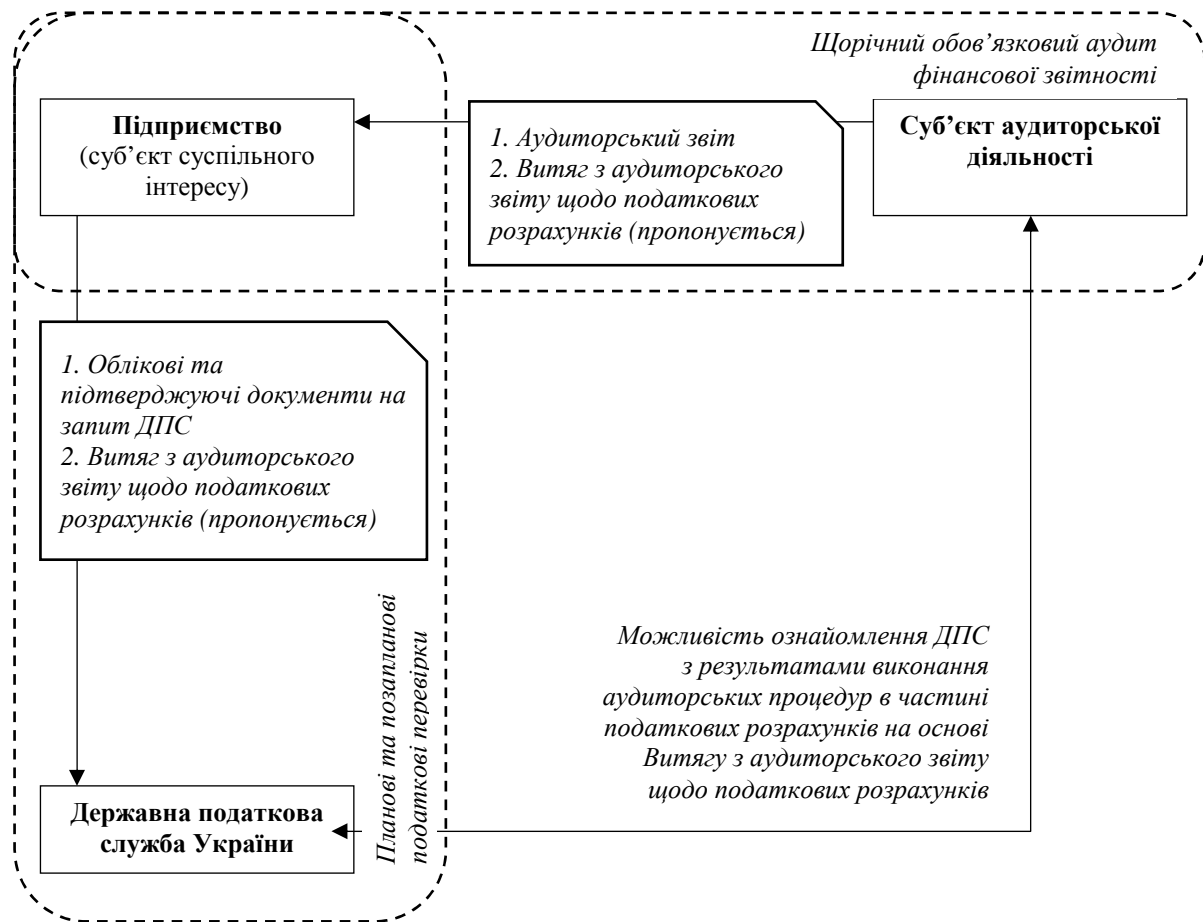 Щорічний обов’язковий аудит
фінансової звітності
Підприємство
(суб’єкт суспільного
інтересу)
1. Аудиторський звіт
2. Витяг з аудиторського
звіту щодо податкових
розрахунків (пропонується)
Суб’єкт аудиторської
діяльності
1. Облікові та
підтверджуючі документи на
запит ДПС
2. Витяг з аудиторського
звіту щодо податкових
розрахунків (пропонується)
Планові та позапланові
податкові перевірки
Можливість ознайомлення ДПС
з результатами виконання
аудиторських процедур в частині
податкових розрахунків на основі
Витягу з аудиторського звіту
щодо податкових розрахунків
Державна податкова
служба України